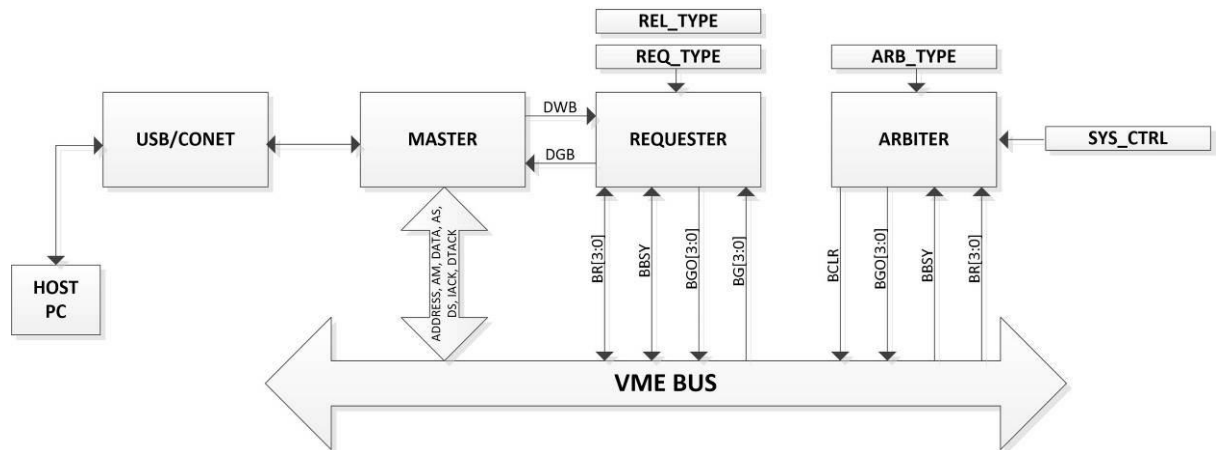 REL_TYPE
REQ_TYPE
ARB_TYPE
USB/CONET
MASTER
DWB
DGB
REQUESTER
ARBITER
SYS_CTRL
HOST
PC
ADDRESS, AM, DATA, AS,
DS, IACK, DTACK
BR[3:0]
BBSY
BGO[3:0]
BG[3:0]
BCLR
BGO[3:0]
BBSY
BR[3:0]
VME BUS